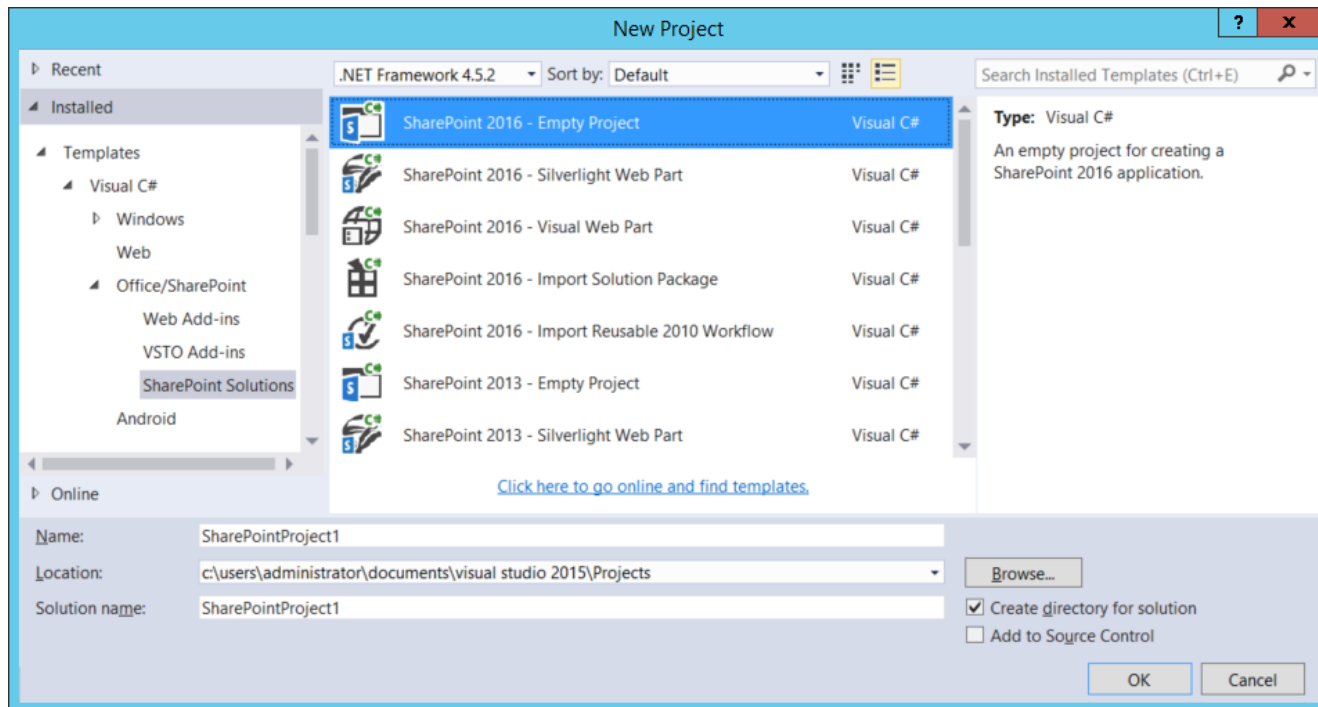 New Project
?
x
Recent
.NET Framework 4.5.2
Sort by: Default
Search Installed Templates (Ctrl+E)
Installed
Templates
Visual C#
Windows
Web
Office/SharePoint
Web Add-ins
VSTO Add-ins
SharePoint Solutions
Android
Online
SharePoint 2016 - Empty Project Visual C#
SharePoint 2016 - Silverlight Web Part Visual C#
SharePoint 2016 - Visual Web Part Visual C#
SharePoint 2016 - Import Solution Package Visual C#
SharePoint 2016 - Import Reusable 2010 Workflow Visual C#
SharePoint 2013 - Empty Project Visual C#
SharePoint 2013 - Silverlight Web Part Visual C#
Click here to go online and find templates.
Type: Visual C#
An empty project for creating a
SharePoint 2016 application.
Name: SharePointProject1
Location: c:\users\administrator\documents\visual studio 2015\Projects
Browse...
Solution name: SharePointProject1
Create directory for solution
Add to Source Control
OK
Cancel